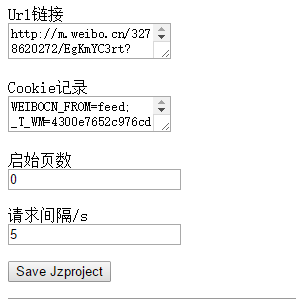 Url链接
http://m.weibo.cn/327
8620272/EgKmYC3rt?
Cookie记录
WEIBOCN_FROM=feed;
_T_WM=4300e7652c976cd
启始页数
0
请求间隔/s
5
Save Jzproject